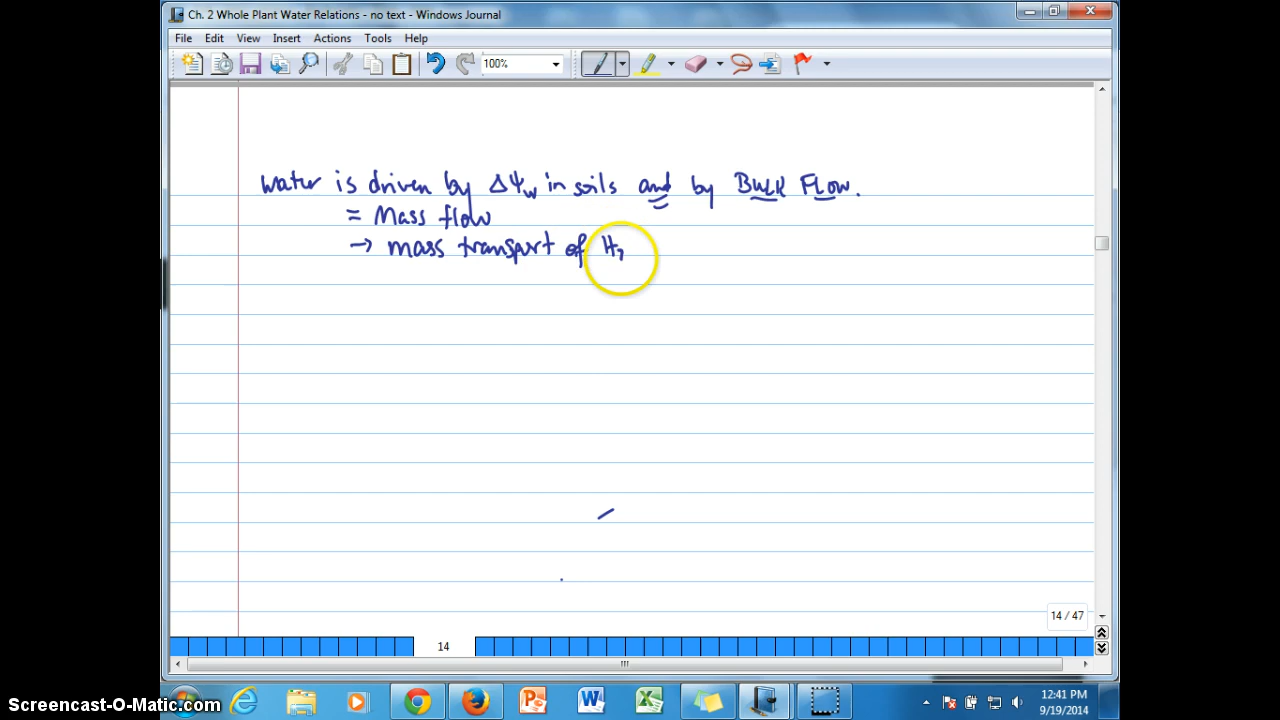 Ch. 2 Whole Plant Water Relations - no text - Windows Journal
File Edit View Insert Actions Tools Help
100%
Water is driven by ΔΨw in soils and by BULK FLOW.
= Mass flow
→ mass transport of H2
14 / 47
14
12:41 PM
9/19/2014
Screencast-O-Matic.com